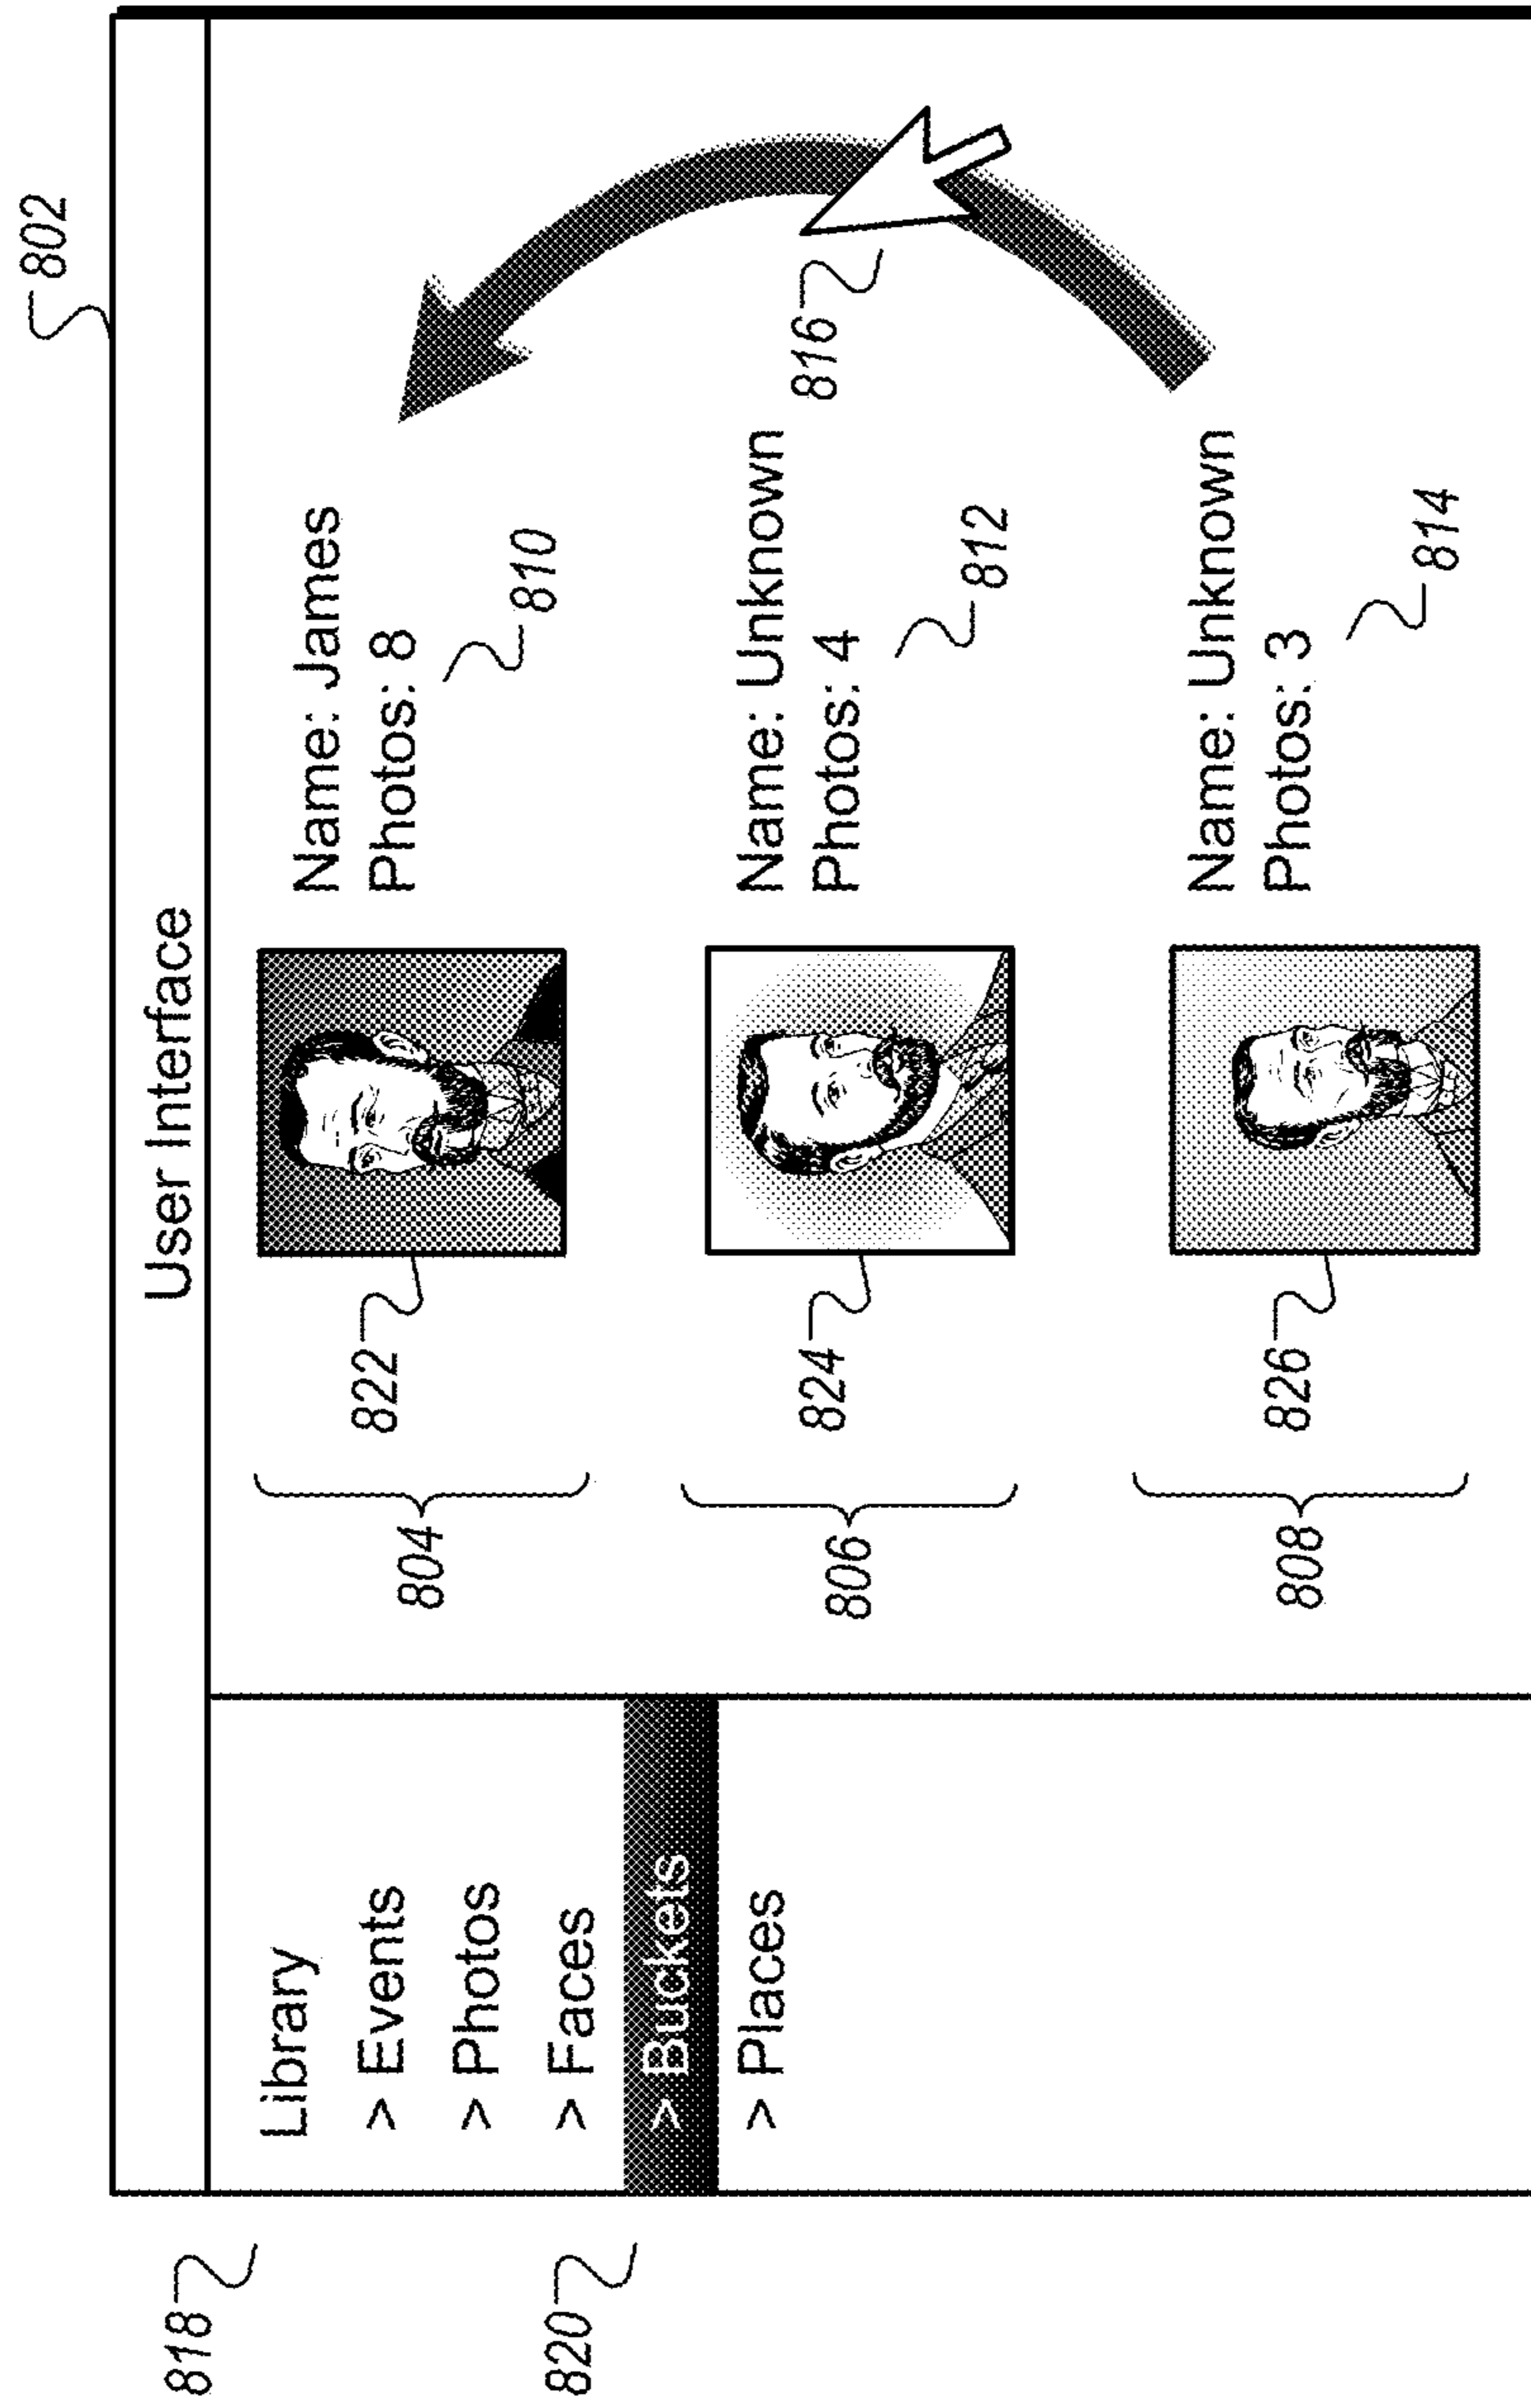 802
User Interface
818
Library
> Events
> Photos
> Faces
820
> Buckets
> Places
804
822
Name: James
Photos: 8
810
806
824
Name: Unknown
Photos: 4
812
816
808
826
Name: Unknown
Photos: 3
814